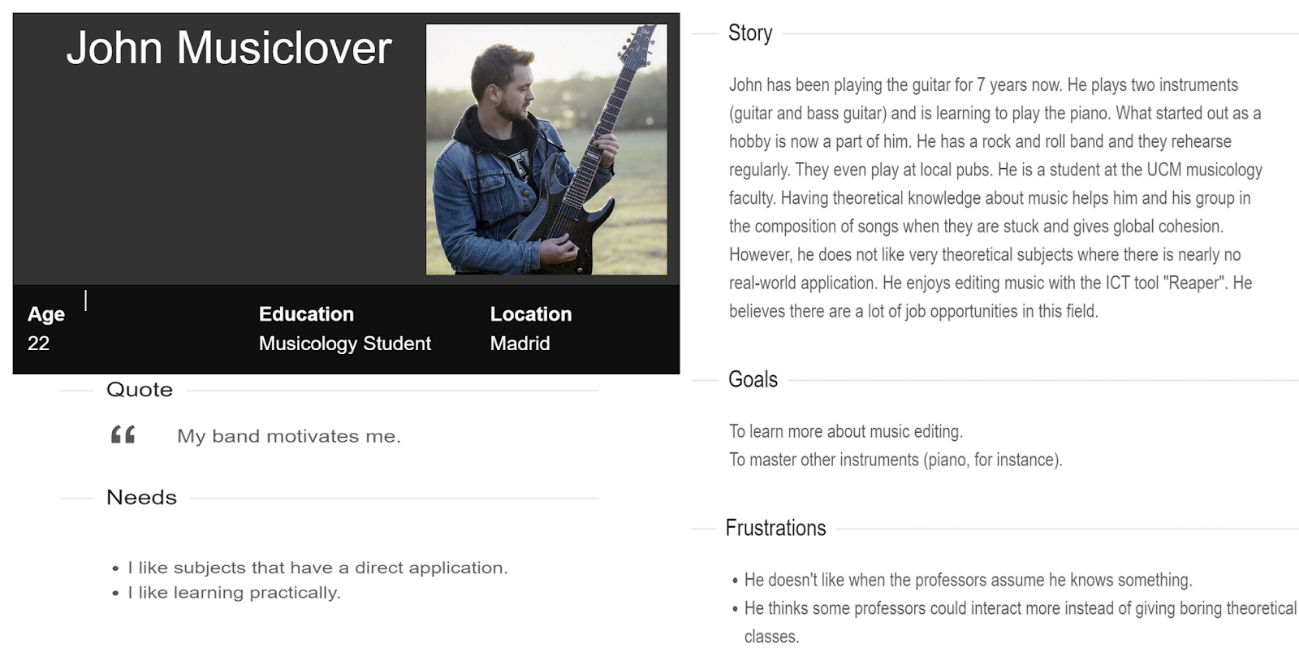 John Musiclover
Age
22
Education
Musicology Student
Location
Madrid
Quote
“ My band motivates me.
Needs
• I like subjects that have a direct application.
• I like learning practically.
Story
John has been playing the guitar for 7 years now. He plays two instruments
(guitar and bass guitar) and is learning to play the piano. What started out as a
hobby is now a part of him. He has a rock and roll band and they rehearse
regularly. They even play at local pubs. He is a student at the UCM musicology
faculty. Having theoretical knowledge about music helps him and his group in
the composition of songs when they are stuck and gives global cohesion.
However, he does not like very theoretical subjects where there is nearly no
real-world application. He enjoys editing music with the ICT tool "Reaper". He
believes there are a lot of job opportunities in this field.
Goals
To learn more about music editing.
To master other instruments (piano, for instance).
Frustrations
• He doesn't like when the professors assume he knows something.
• He thinks some professors could interact more instead of giving boring theoretical
classes.